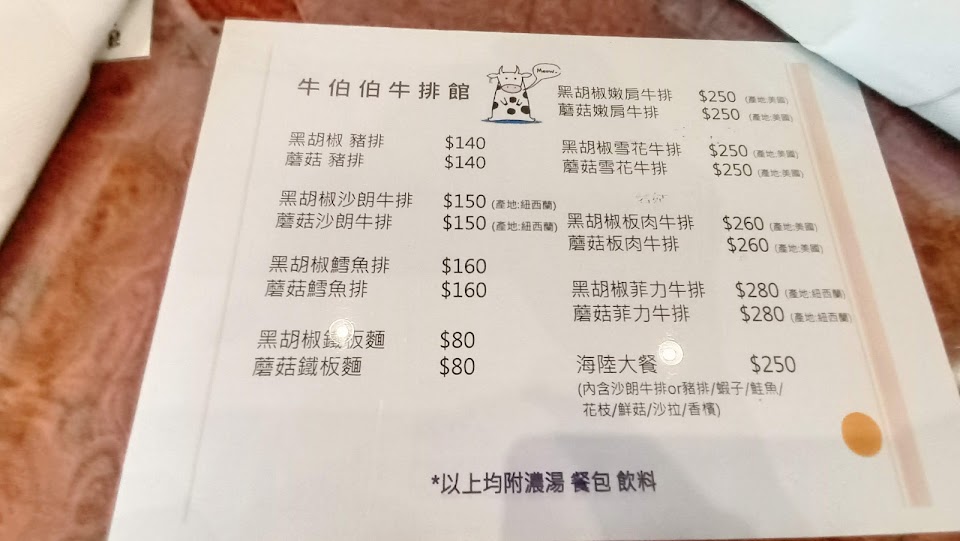 牛伯伯牛排館
Meow~
黑胡椒 豬排 $140
蘑菇 豬排 $140
黑胡椒沙朗牛排 $150 (產地:紐西蘭)
蘑菇沙朗牛排 $150 (產地:紐西蘭)
黑胡椒鱈魚排 $160
蘑菇鱈魚排 $160
黑胡椒鐵板麵 $80
蘑菇鐵板麵 $80
黑胡椒嫩肩牛排 $250 (產地:美國)
蘑菇嫩肩牛排 $250 (產地:美國)
黑胡椒雪花牛排 $250 (產地:美國)
蘑菇雪花牛排 $250 (產地:美國)
黑胡椒板肉牛排 $260 (產地:美國)
蘑菇板肉牛排 $260 (產地:美國)
黑胡椒菲力牛排 $280 (產地:紐西蘭)
蘑菇菲力牛排 $280 (產地:紐西蘭)
海陸大餐 $250
(內含沙朗牛排or豬排/蝦子/鮭魚/
花枝/鮮菇/沙拉/香檳)
*以上均附濃湯 餐包 飲料